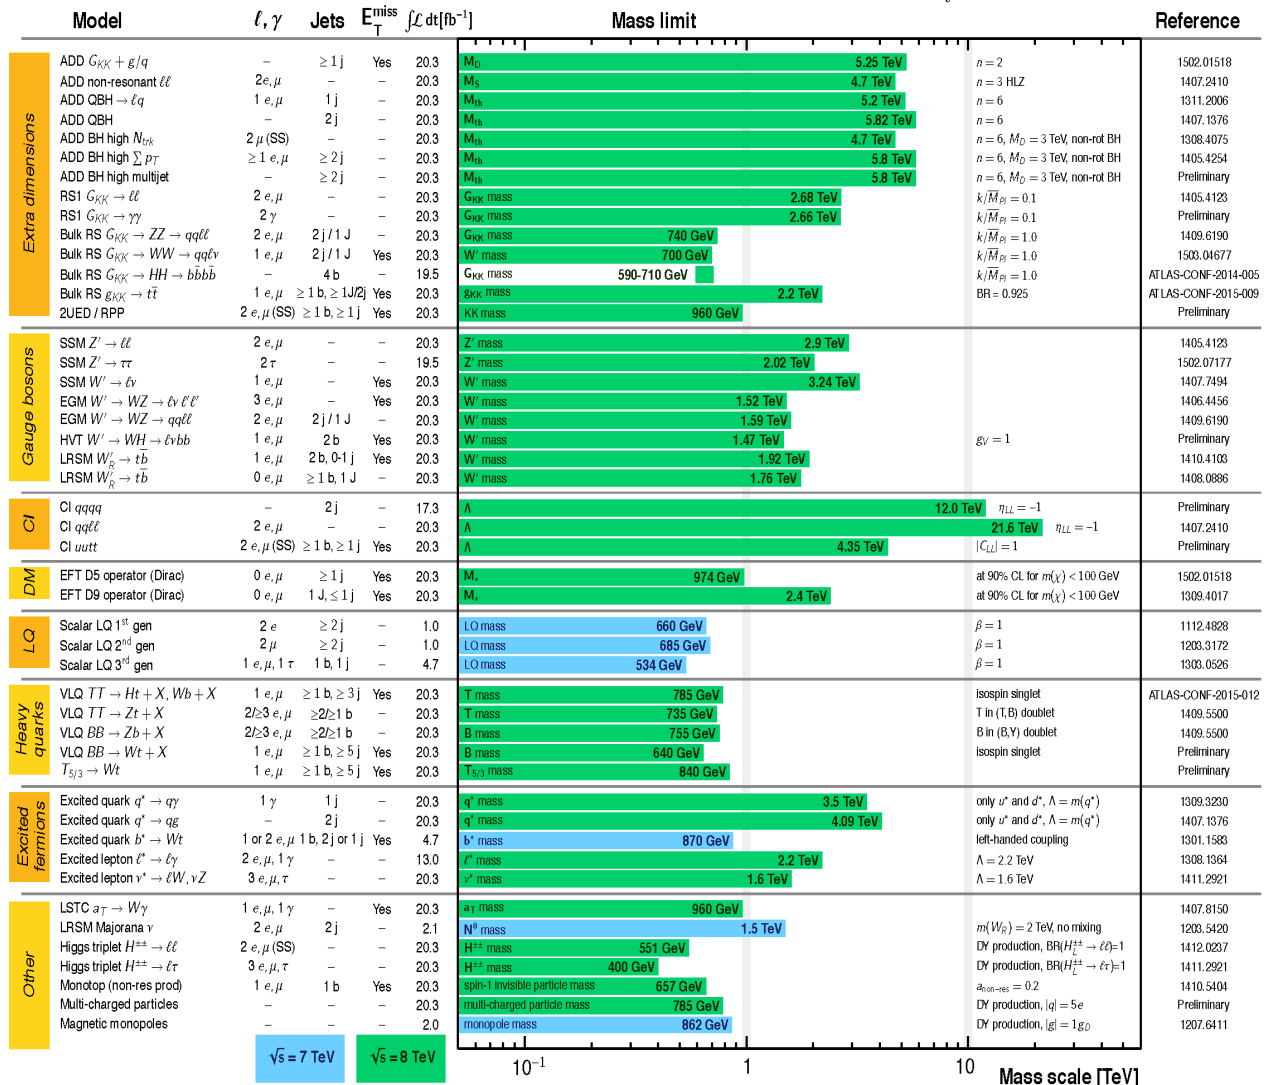 Model ℓ, γ Jets E_T^miss ∫L dt[fb⁻¹] Mass limit Reference
Extra dimensions
ADD G_KK + g/q – ≥ 1 j Yes 20.3 M_D 5.25 TeV n = 2 1502.01518
ADD non-resonant ℓℓ 2e, μ – – 20.3 M_S 4.7 TeV n = 3 HLZ 1407.2410
ADD QBH → ℓq 1 e, μ 1 j – 20.3 M_th 5.2 TeV n = 6 1311.2006
ADD QBH – 2 j – 20.3 M_th 5.82 TeV n = 6 1407.1376
ADD BH high N_trk 2 μ (SS) – – 20.3 M_th 4.7 TeV n = 6, M_D = 3 TeV, non-rot BH 1308.4075
ADD BH high ∑ p_T ≥ 1 e, μ ≥ 2 j – 20.3 M_th 5.8 TeV n = 6, M_D = 3 TeV, non-rot BH 1405.4254
ADD BH high multijet – ≥ 2 j – 20.3 M_th 5.8 TeV n = 6, M_D = 3 TeV, non-rot BH Preliminary
RS1 G_KK → ℓℓ 2 e, μ – – 20.3 G_KK mass 2.68 TeV k/M̅_Pl = 0.1 1405.4123
RS1 G_KK → γγ 2 γ – – 20.3 G_KK mass 2.66 TeV k/M̅_Pl = 0.1 Preliminary
Bulk RS G_KK → ZZ → qqℓℓ 2 e, μ 2 j / 1 J – 20.3 G_KK mass 740 GeV k/M̅_Pl = 1.0 1409.6190
Bulk RS G_KK → WW → qqℓν 1 e, μ 2 j / 1 J Yes 20.3 W′ mass 700 GeV k/M̅_Pl = 1.0 1503.04677
Bulk RS G_KK → HH → bb̅bb̅ – 4 b – 19.5 G_KK mass 590-710 GeV k/M̅_Pl = 1.0 ATLAS-CONF-2014-005
Bulk RS g_KK → tt̅ 1 e, μ ≥ 1 b, ≥ 1J/2j Yes 20.3 g_KK mass 2.2 TeV BR = 0.925 ATLAS-CONF-2015-009
2UED / RPP 2 e, μ (SS) ≥ 1 b, ≥ 1 j Yes 20.3 KK mass 960 GeV Preliminary
Gauge bosons
SSM Z′ → ℓℓ 2 e, μ – – 20.3 Z′ mass 2.9 TeV 1405.4123
SSM Z′ → ττ 2 τ – – 19.5 Z′ mass 2.02 TeV 1502.07177
SSM W′ → ℓν 1 e, μ – Yes 20.3 W′ mass 3.24 TeV 1407.7494
EGM W′ → WZ → ℓν ℓ′ℓ′ 3 e, μ – Yes 20.3 W′ mass 1.52 TeV 1406.4456
EGM W′ → WZ → qqℓℓ 2 e, μ 2 j / 1 J – 20.3 W′ mass 1.59 TeV 1409.6190
HVT W′ → WH → ℓνbb 1 e, μ 2 b Yes 20.3 W′ mass 1.47 TeV g_V = 1 Preliminary
LRSM W′_R → tb̅ 1 e, μ 2 b, 0-1 j Yes 20.3 W′ mass 1.92 TeV 1410.4103
LRSM W′_R → tb̅ 0 e, μ ≥ 1 b, 1 J – 20.3 W′ mass 1.76 TeV 1408.0886
CI
CI qqqq – 2 j – 17.3 Λ 12.0 TeV η_LL = –1 Preliminary
CI qqℓℓ 2 e, μ – – 20.3 Λ 21.6 TeV η_LL = –1 1407.2410
CI uutt 2 e, μ (SS) ≥ 1 b, ≥ 1 j Yes 20.3 Λ 4.35 TeV |C_LL| = 1 Preliminary
DM
EFT D5 operator (Dirac) 0 e, μ ≥ 1 j Yes 20.3 M_* 974 GeV at 90% CL for m(χ) < 100 GeV 1502.01518
EFT D9 operator (Dirac) 0 e, μ 1 J, ≤ 1 j Yes 20.3 M_* 2.4 TeV at 90% CL for m(χ) < 100 GeV 1309.4017
LQ
Scalar LQ 1st gen 2 e ≥ 2 j – 1.0 LQ mass 660 GeV β = 1 1112.4828
Scalar LQ 2nd gen 2 μ ≥ 2 j – 1.0 LQ mass 685 GeV β = 1 1203.3172
Scalar LQ 3rd gen 1 e, μ, 1 τ 1 b, 1 j – 4.7 LQ mass 534 GeV β = 1 1303.0526
Heavy quarks
VLQ TT → Ht + X, Wb + X 1 e, μ ≥ 1 b, ≥ 3 j Yes 20.3 T mass 785 GeV isospin singlet ATLAS-CONF-2015-012
VLQ TT → Zt + X 2/≥3 e, μ ≥2/≥1 b – 20.3 T mass 735 GeV T in (T,B) doublet 1409.5500
VLQ BB → Zb + X 2/≥3 e, μ ≥2/≥1 b – 20.3 B mass 755 GeV B in (B,Y) doublet 1409.5500
VLQ BB → Wt + X 1 e, μ ≥ 1 b, ≥ 5 j Yes 20.3 B mass 640 GeV isospin singlet Preliminary
T_5/3 → Wt 1 e, μ ≥ 1 b, ≥ 5 j Yes 20.3 T_5/3 mass 840 GeV Preliminary
Excited fermions
Excited quark q* → qγ 1 γ 1 j – 20.3 q* mass 3.5 TeV only u* and d*, Λ = m(q*) 1309.3230
Excited quark q* → qg – 2 j – 20.3 q* mass 4.09 TeV only u* and d*, Λ = m(q*) 1407.1376
Excited quark b* → Wt 1 or 2 e, μ 1 b, 2 j or 1 j Yes 4.7 b* mass 870 GeV left-handed coupling 1301.1583
Excited lepton ℓ* → ℓγ 2 e, μ, 1 γ – – 13.0 ℓ* mass 2.2 TeV Λ = 2.2 TeV 1308.1364
Excited lepton ν* → ℓW, νZ 3 e, μ, τ – – 20.3 ν* mass 1.6 TeV Λ = 1.6 TeV 1411.2921
Other
LSTC a_T → Wγ 1 e, μ, 1 γ – Yes 20.3 a_T mass 960 GeV 1407.8150
LRSM Majorana ν 2 e, μ 2 j – 2.1 N⁰ mass 1.5 TeV m(W_R) = 2 TeV, no mixing 1203.5420
Higgs triplet H^±± → ℓℓ 2 e, μ (SS) – – 20.3 H^±± mass 551 GeV DY production, BR(H_L^±± → ℓℓ)=1 1412.0237
Higgs triplet H^±± → ℓτ 3 e, μ, τ – – 20.3 H^±± mass 400 GeV DY production, BR(H_L^±± → ℓτ)=1 1411.2921
Monotop (non-res prod) 1 e, μ 1 b Yes 20.3 spin-1 invisible particle mass 657 GeV a_non-res = 0.2 1410.5404
Multi-charged particles – – – 20.3 multi-charged particle mass 785 GeV DY production, |q| = 5e Preliminary
Magnetic monopoles – – – 2.0 monopole mass 862 GeV DY production, |g| = 1g_D 1207.6411
√s = 7 TeV √s = 8 TeV
10⁻¹ 1 10
Mass scale [TeV]